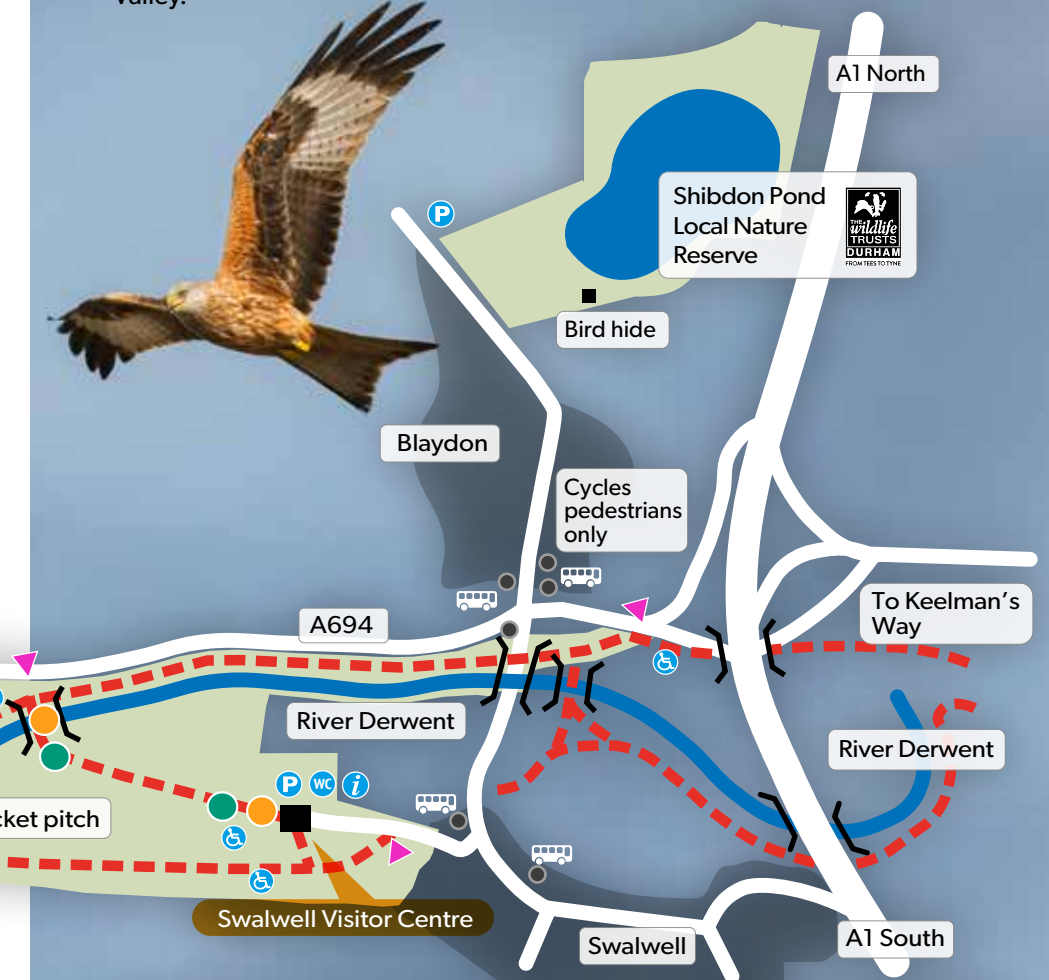 valley.
A1 North
P
Shibdon Pond
Local Nature
Reserve
THE
wildlife
TRUSTS
DURHAM
FROM TEES TO TYNE
Bird hide
Blaydon
Cycles
pedestrians
only
A694
To Keelman's
Way
River Derwent
River Derwent
P
WC
i
cket pitch
Swalwell Visitor Centre
Swalwell
A1 South